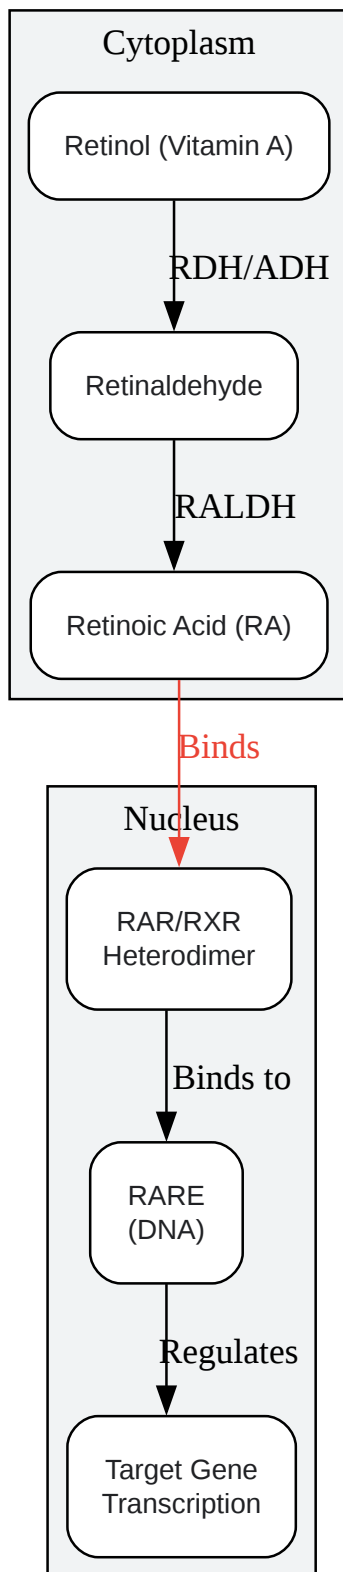 Cytoplasm
Retinol (Vitamin A)
RDH/ADH
Retinaldehyde
RALDH
Retinoic Acid (RA)
Binds
Nucleus
RAR/RXR
Heterodimer
Binds to
RARE
(DNA)
Regulates
Target Gene
Transcription